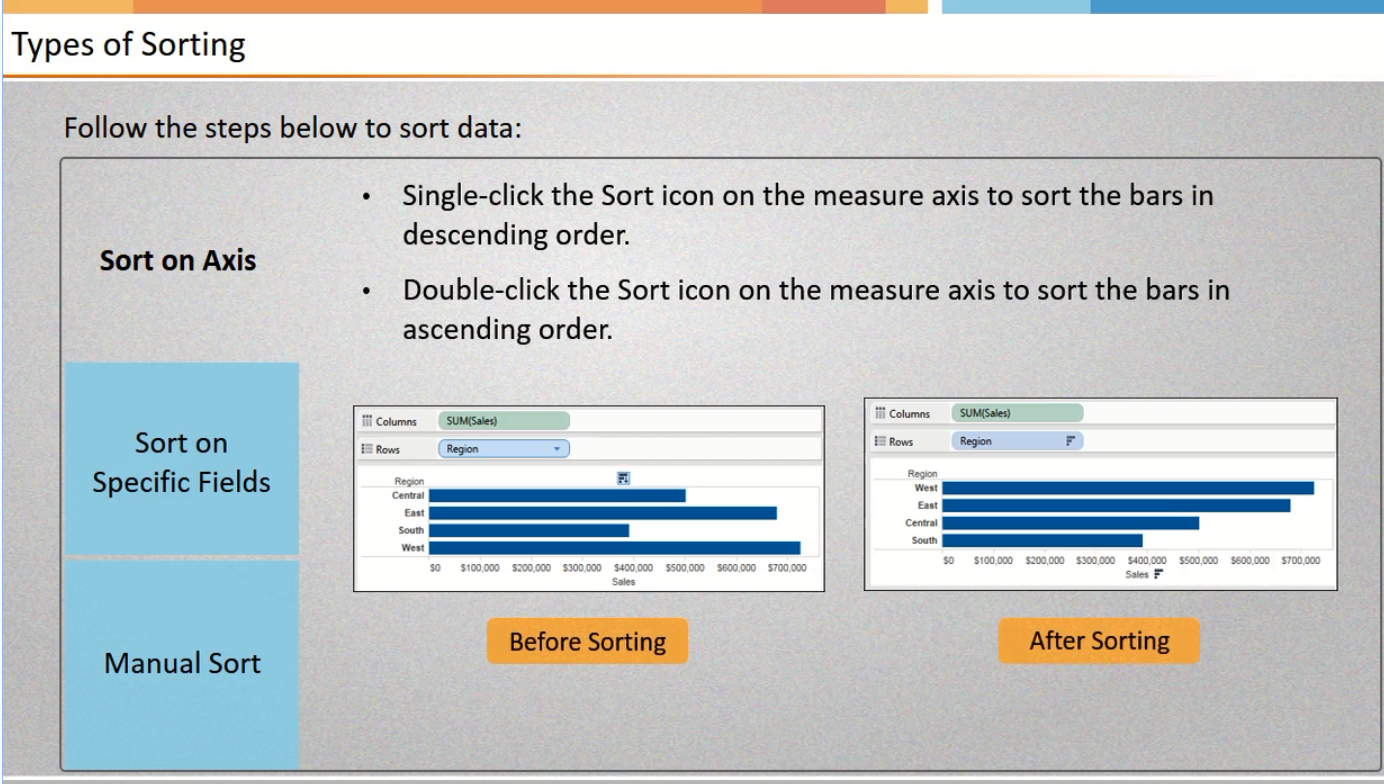 Types of Sorting
Follow the steps below to sort data:
Sort on Axis
• Single-click the Sort icon on the measure axis to sort the bars in
descending order.
• Double-click the Sort icon on the measure axis to sort the bars in
ascending order.
Sort on
Specific Fields
Manual Sort
Columns SUM(Sales)
Rows Region
Region
Central
East
South
West
$0 $100,000 $200,000 $300,000 $400,000 $500,000 $600,000 $700,000
Sales
Before Sorting
Columns SUM(Sales)
Rows Region
Region
West
East
Central
South
$0 $100,000 $200,000 $300,000 $400,000 $500,000 $600,000 $700,000
Sales
After Sorting